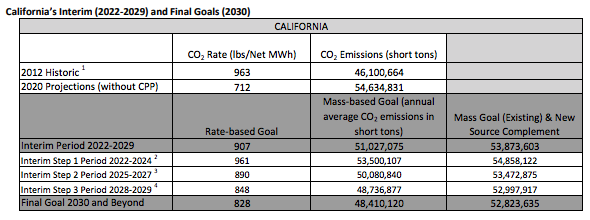 California's Interim (2022-2029) and Final Goals (2030)
CALIFORNIA
CO₂ Rate (lbs/Net MWh) CO₂ Emissions (short tons)
2012 Historic ¹ 963 46,100,664
2020 Projections (without CPP) 712 54,634,831
Mass-based Goal (annual
average CO₂ emissions in Mass Goal (Existing) & New
Rate-based Goal short tons) Source Complement
Interim Period 2022-2029 907 51,027,075 53,873,603
Interim Step 1 Period 2022-2024 ² 961 53,500,107 54,858,122
Interim Step 2 Period 2025-2027 ³ 890 50,080,840 53,472,875
Interim Step 3 Period 2028-2029 ⁴ 848 48,736,877 52,997,917
Final Goal 2030 and Beyond 828 48,410,120 52,823,635